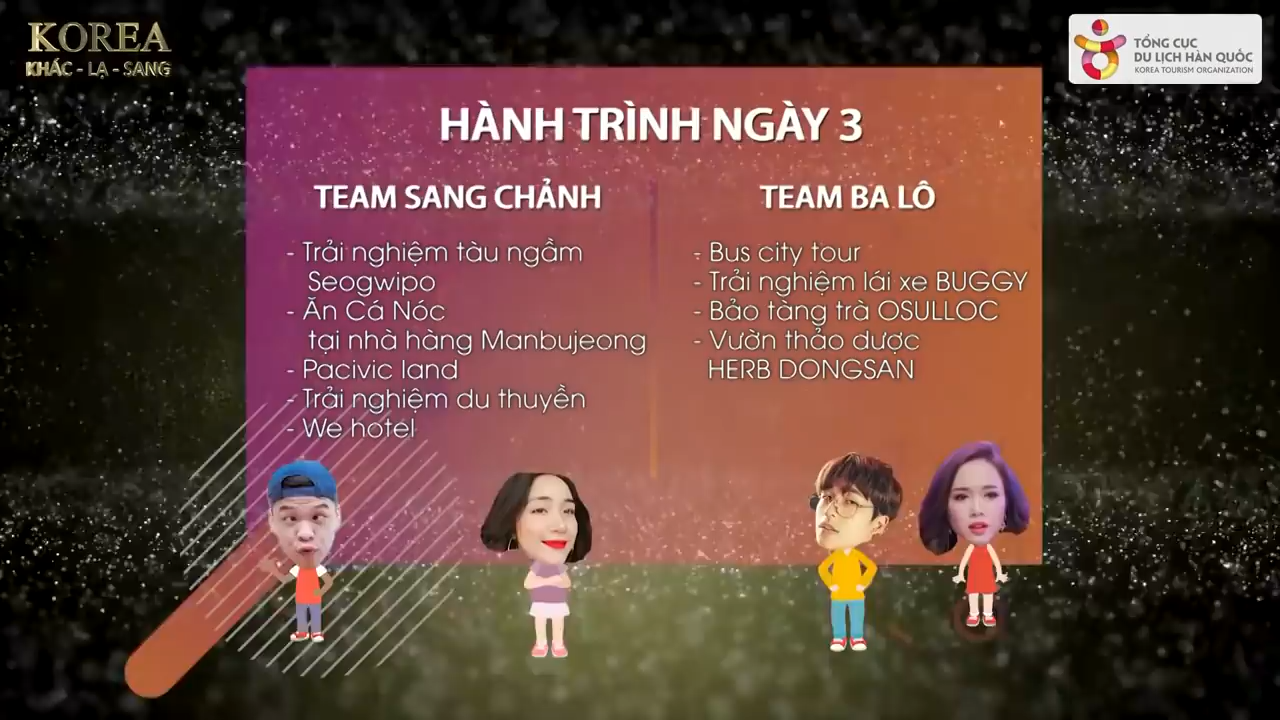 KOREA
KHÁC - LẠ - SANG
TỔNG CỤC
DU LỊCH HÀN QUỐC
KOREA TOURISM ORGANIZATION
HÀNH TRÌNH NGÀY 3
TEAM SANG CHẢNH
- Trải nghiệm tàu ngầm
Seogwipo
- Ăn Cá Nóc
tại nhà hàng Manbujeong
- Pacivic land
- Trải nghiệm du thuyền
- We hotel
TEAM BA LÔ
- Bus city tour
- Trải nghiệm lái xe BUGGY
- Bảo tàng trà OSULLOC
- Vườn thảo dược
HERB DONGSAN